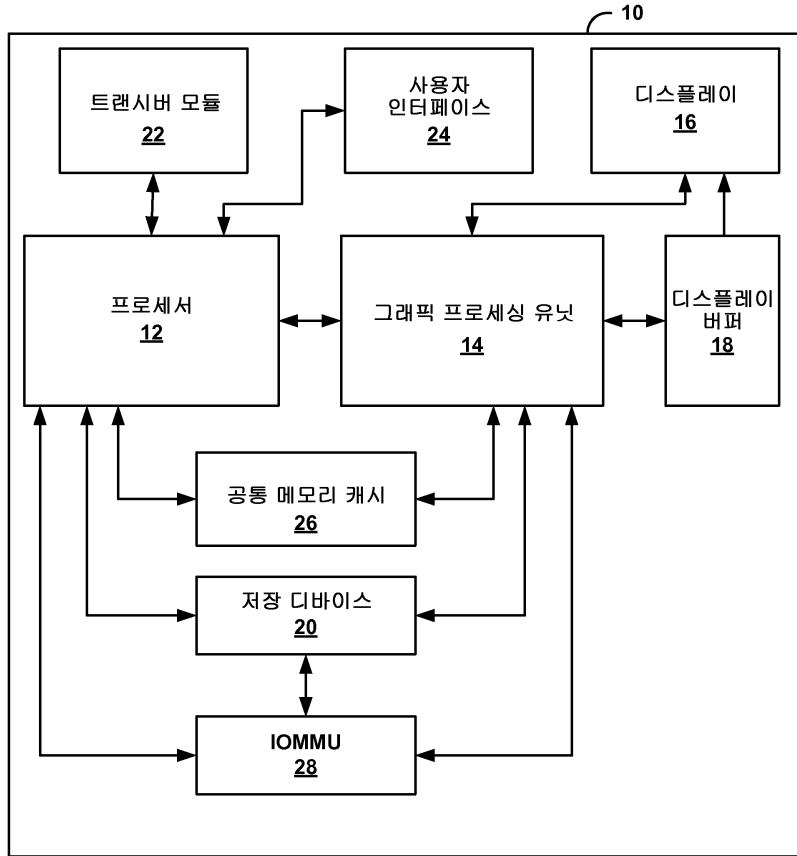 10
트랜시버 모듈
22
사용자
인터페이스
24
디스플레이
16
프로세서
12
그래픽 프로세싱 유닛
14
디스플레이
버퍼
18
공통 메모리 캐시
26
저장 디바이스
20
IOMMU
28